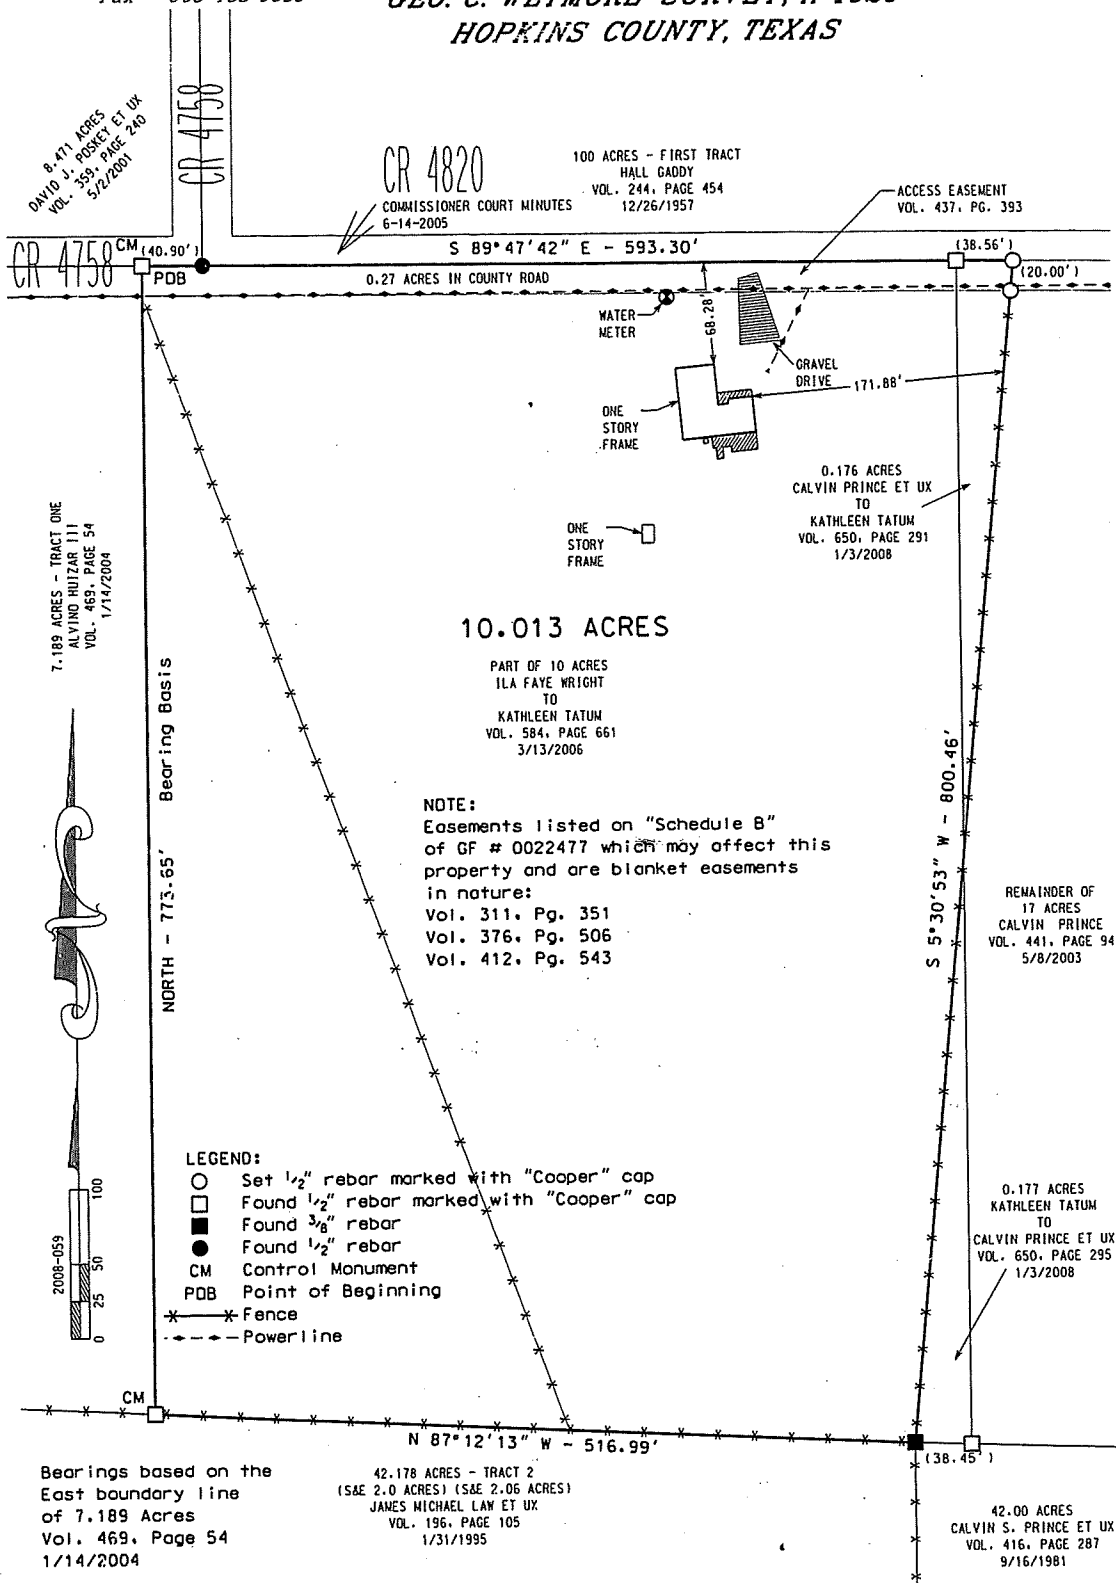 HOPKINS COUNTY, TEXAS
8.471 ACRES
DAVID J. POSKEY ET UX
VOL. 359, PAGE 240
5/2/2001
CR 4758
CR 4758
CR 4820
COMMISSIONER COURT MINUTES
6-14-2005
100 ACRES - FIRST TRACT
HALL GADDY
VOL. 244, PAGE 454
12/26/1957
ACCESS EASEMENT
VOL. 437, PG. 393
CR 4758
CM
(40.90')
POB
S 89°47'42" E - 593.30'
(38.56')
(20.00')
0.27 ACRES IN COUNTY ROAD
WATER
METER
68.28'
GRAVEL
DRIVE
171.88'
ONE
STORY
FRAME
0.176 ACRES
CALVIN PRINCE ET UX
TO
KATHLEEN TATUM
VOL. 650, PAGE 291
1/3/2008
ONE
STORY
FRAME
7.189 ACRES - TRACT ONE
ALVINO HUIZAR III
VOL. 469, PAGE 54
1/14/2004
10.013 ACRES
PART OF 10 ACRES
ILA FAYE WRIGHT
TO
KATHLEEN TATUM
VOL. 584, PAGE 661
3/13/2006
NORTH - 773.65' Bearing Basis
NOTE:
Easements listed on "Schedule B"
of GF # 0022477 which may affect this
property and are blanket easements
in nature:
Vol. 311, Pg. 351
Vol. 376, Pg. 506
Vol. 412, Pg. 543
S 5°30'53" W - 800.46'
REMAINDER OF
17 ACRES
CALVIN PRINCE
VOL. 441, PAGE 94
5/8/2003
LEGEND:
Set 1/2" rebar marked with "Cooper" cap
Found 1/2" rebar marked with "Cooper" cap
Found 3/8" rebar
Found 1/2" rebar
CM Control Monument
POB Point of Beginning
Fence
Powerline
2008-059
0 25 50 100
0.177 ACRES
KATHLEEN TATUM
TO
CALVIN PRINCE ET UX
VOL. 650, PAGE 295
1/3/2008
CM
N 87°12'13" W - 516.99'
(38.45')
Bearings based on the
East boundary line
of 7.189 Acres
Vol. 469, Page 54
1/14/2004
42.178 ACRES - TRACT 2
(S&E 2.0 ACRES) (S&E 2.06 ACRES)
JAMES MICHAEL LAW ET UX
VOL. 196, PAGE 105
1/31/1995
42.00 ACRES
CALVIN S. PRINCE ET UX
VOL. 416, PAGE 287
9/16/1981